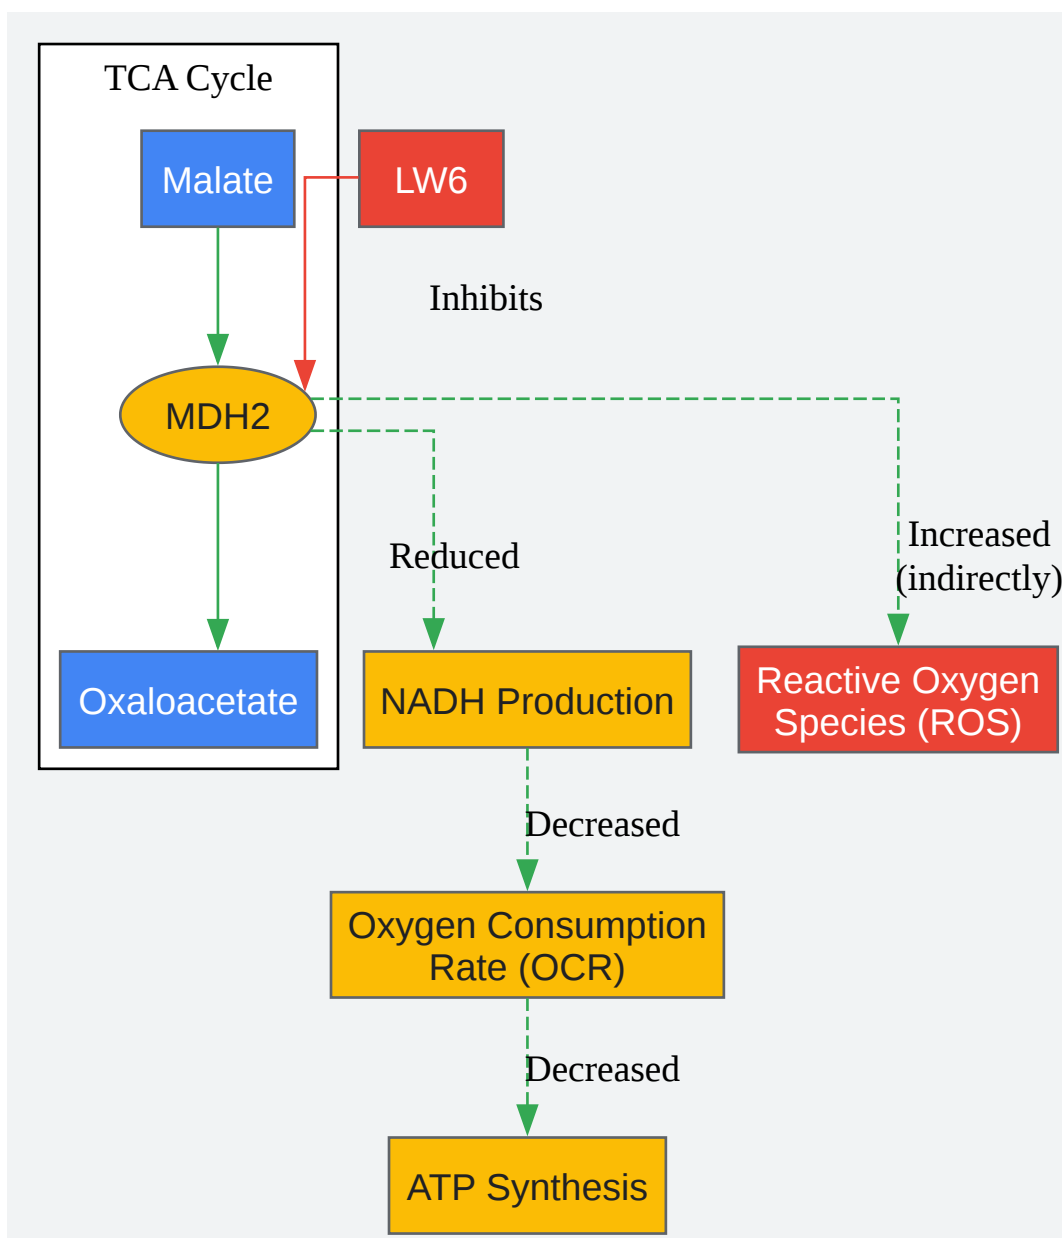 TCA Cycle
Malate
LW6
Inhibits
MDH2
Reduced
Increased
(indirectly)
Oxaloacetate
NADH Production
Reactive Oxygen
Species (ROS)
Decreased
Oxygen Consumption
Rate (OCR)
Decreased
ATP Synthesis